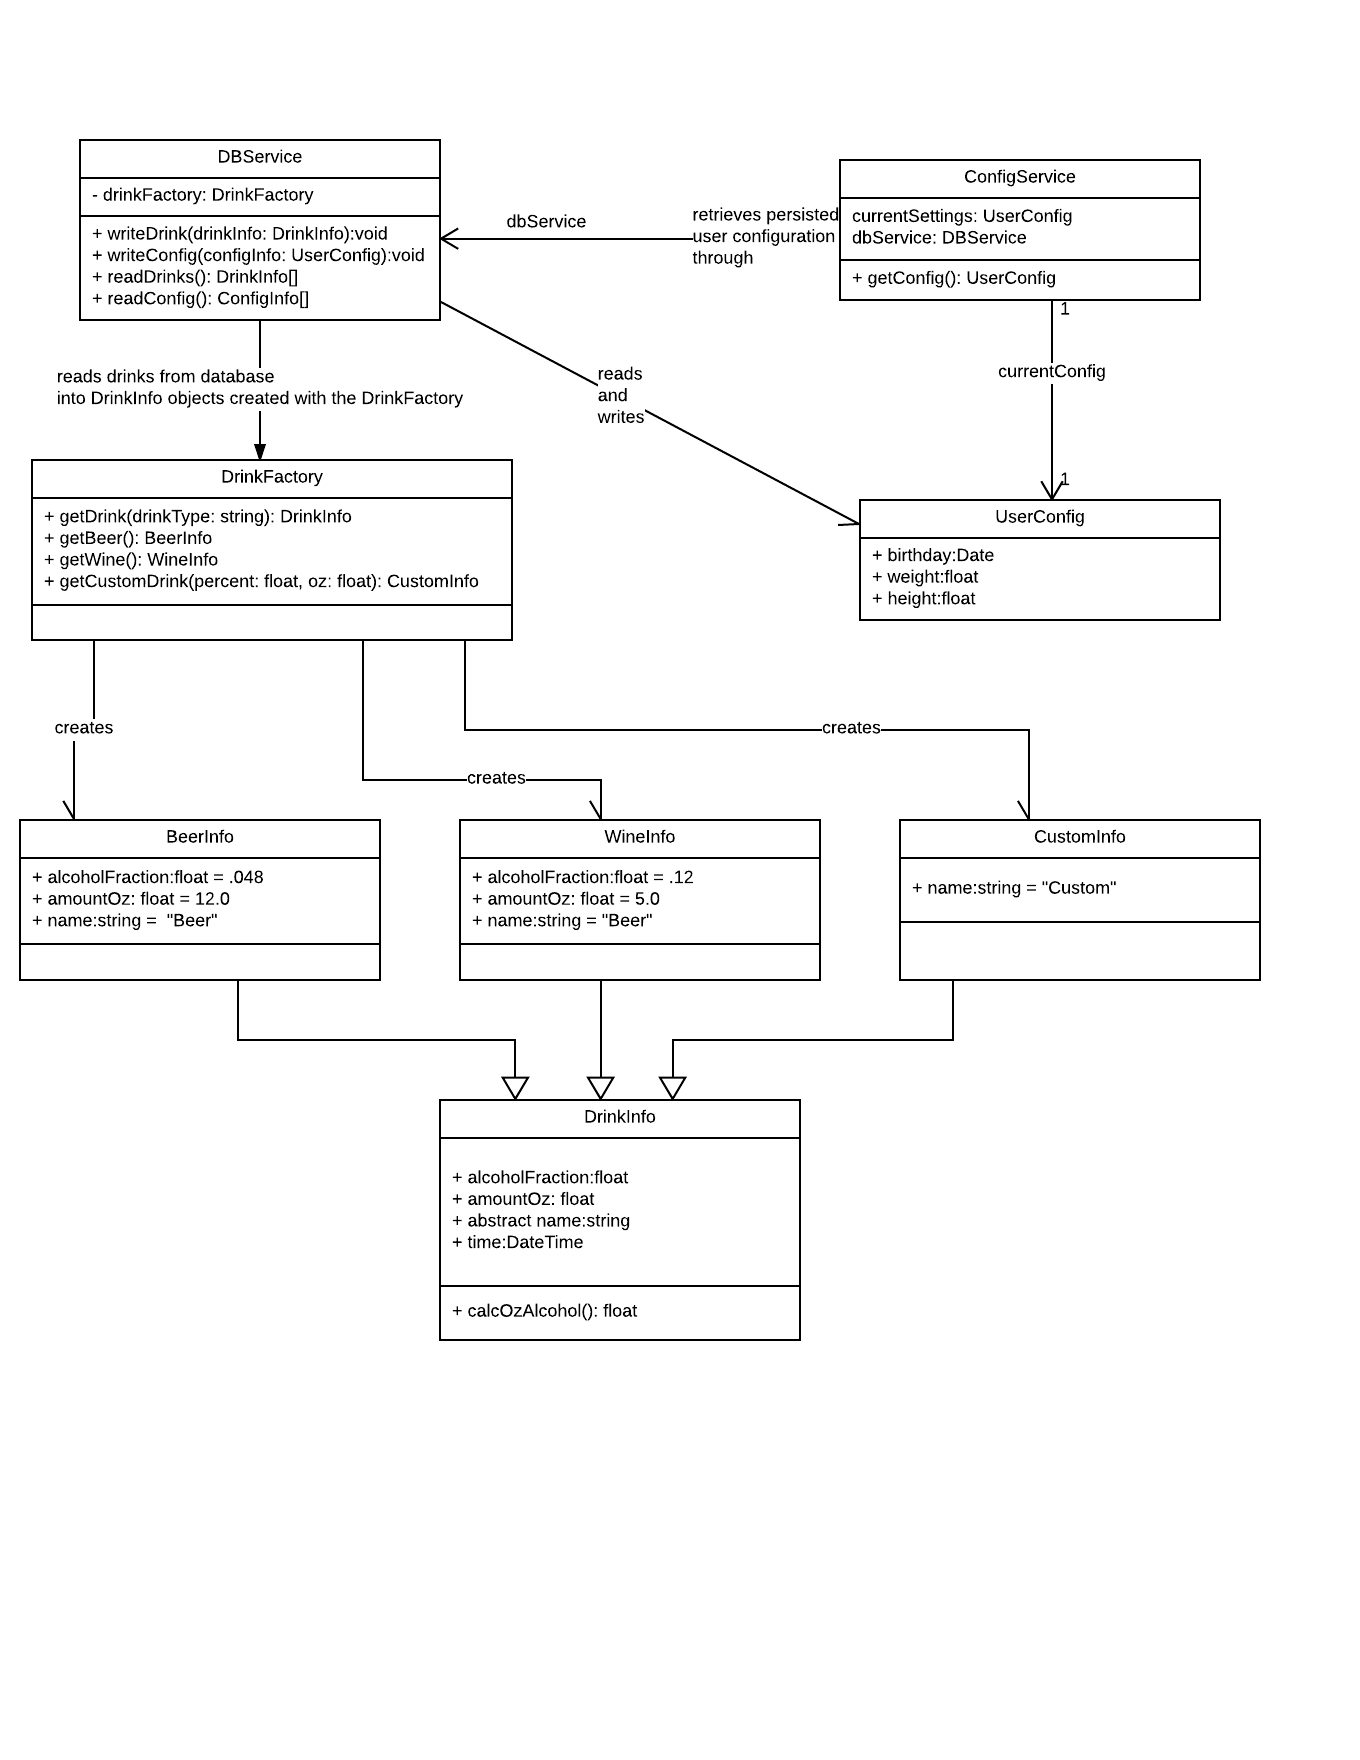 DBService
- drinkFactory: DrinkFactory
+ writeDrink(drinkInfo: DrinkInfo):void
+ writeConfig(configInfo: UserConfig):void
+ readDrinks(): DrinkInfo[]
+ readConfig(): ConfigInfo[]
dbService
retrieves persisted
user configuration
through
ConfigService
currentSettings: UserConfig
dbService: DBService
+ getConfig(): UserConfig
1
currentConfig
1
reads drinks from database
into DrinkInfo objects created with the DrinkFactory
reads
and
writes
DrinkFactory
+ getDrink(drinkType: string): DrinkInfo
+ getBeer(): BeerInfo
+ getWine(): WineInfo
+ getCustomDrink(percent: float, oz: float): CustomInfo
UserConfig
+ birthday:Date
+ weight:float
+ height:float
creates
creates
creates
BeerInfo
+ alcoholFraction:float = .048
+ amountOz: float = 12.0
+ name:string =  "Beer"
WineInfo
+ alcoholFraction:float = .12
+ amountOz: float = 5.0
+ name:string = "Beer"
CustomInfo
+ name:string = "Custom"
DrinkInfo
+ alcoholFraction:float
+ amountOz: float
+ abstract name:string
+ time:DateTime
+ calcOzAlcohol(): float